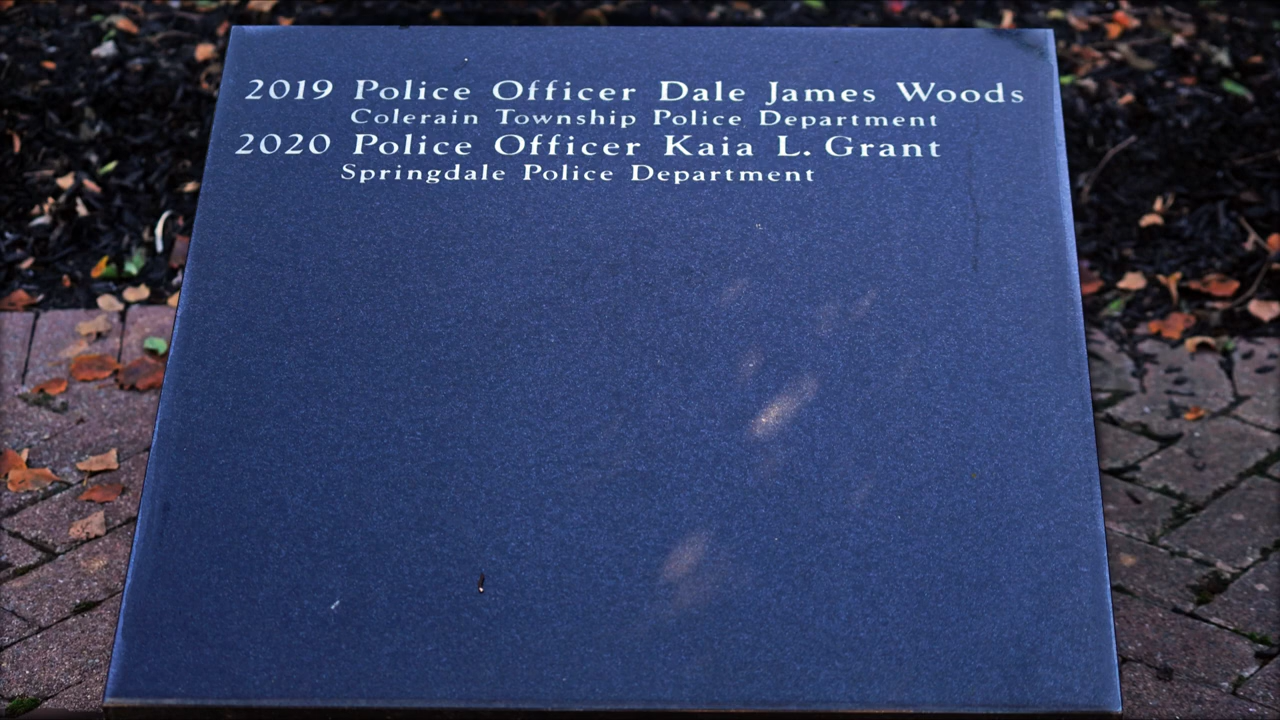 2019 Police Officer Dale James Woods
Colerain Township Police Department
2020 Police Officer Kaia L. Grant
Springdale Police Department